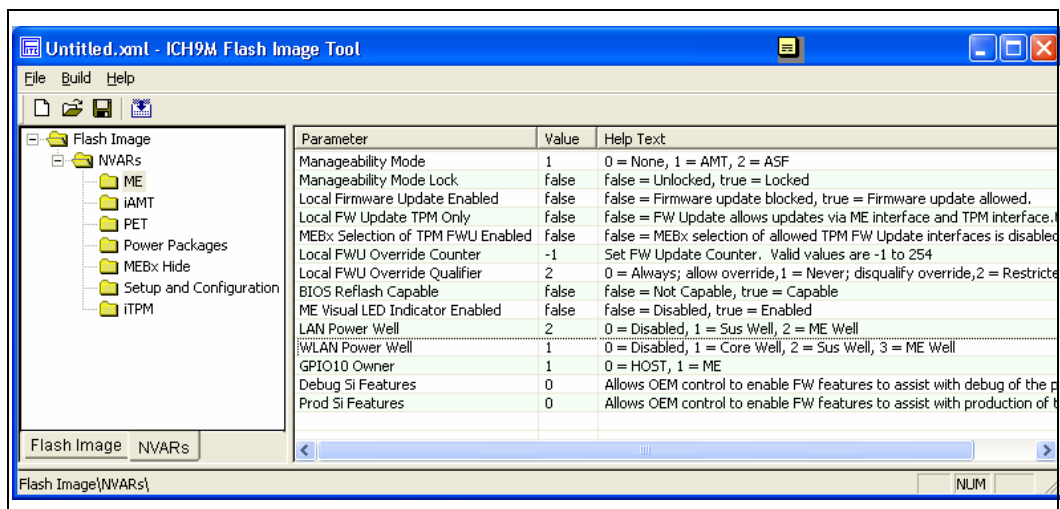 Untitled.xml - ICH9M Flash Image Tool
File Build Help
Flash Image
NVARs
ME
iAMT
PET
Power Packages
MEBx Hide
Setup and Configuration
iTPM
Flash Image NVARs
Parameter Value Help Text
Manageability Mode 1 0 = None, 1 = AMT, 2 = ASF
Manageability Mode Lock false false = Unlocked, true = Locked
Local Firmware Update Enabled false false = Firmware update blocked, true = Firmware update allowed.
Local FW Update TPM Only false false = FW Update allows updates via ME interface and TPM interface.
MEBx Selection of TPM FWU Enabled false false = MEBx selection of allowed TPM FW Update interfaces is disabled
Local FWU Override Counter -1 Set FW Update Counter. Valid values are -1 to 254
Local FWU Override Qualifier 2 0 = Always; allow override,1 = Never; disqualify override,2 = Restricte
BIOS Reflash Capable false false = Not Capable, true = Capable
ME Visual LED Indicator Enabled false false = Disabled, true = Enabled
LAN Power Well 2 0 = Disabled, 1 = Sus Well, 2 = ME Well
WLAN Power Well 1 0 = Disabled, 1 = Core Well, 2 = Sus Well, 3 = ME Well
GPIO10 Owner 1 0 = HOST, 1 = ME
Debug Si Features 0 Allows OEM control to enable FW features to assist with debug of the p
Prod Si Features 0 Allows OEM control to enable FW features to assist with production of t
Flash Image\NVARs\ NUM